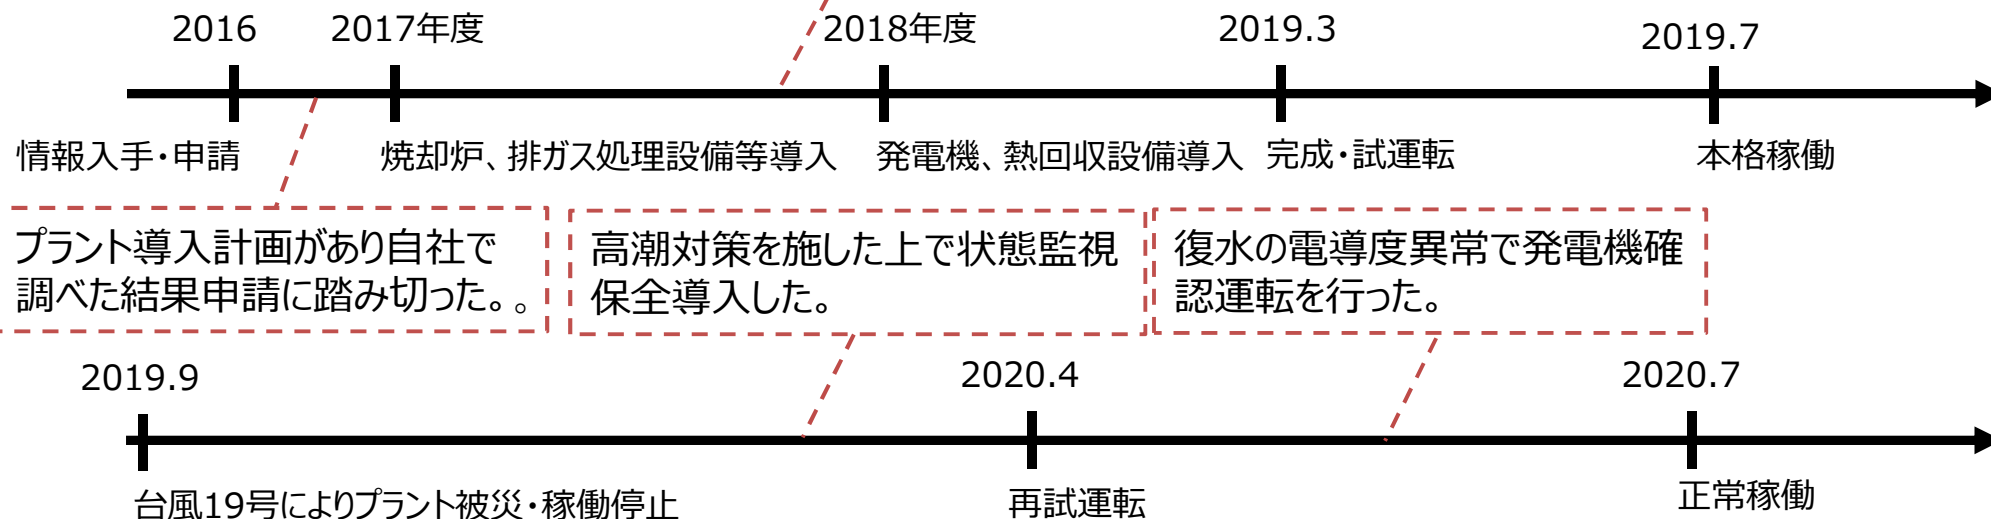 2016
2017年度
2018年度
2019.3
2019.7
情報入手・申請
焼却炉、排ガス処理設備等導入
発電機、熱回収設備導入
完成・試運転
本格稼働
プラント導入計画があり自社で
調べた結果申請に踏み切った。。
高潮対策を施した上で状態監視
保全導入した。
復水の電導度異常で発電機確
認運転を行った。
2019.9
2020.4
2020.7
台風19号によりプラント被災・稼働停止
再試運転
正常稼働